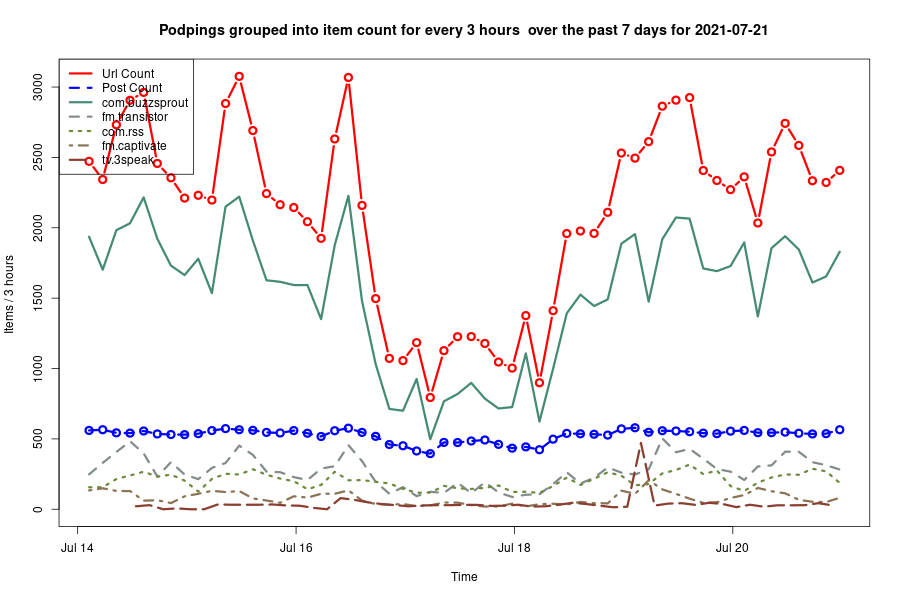 Podpings grouped into item count for every 3 hours  over the past 7 days for 2021-07-21
Url Count
Post Count
com.buzzsprout
fm.transistor
com.rss
fm.captivate
tv.3speak
3000
2500
2000
1500
1000
500
0
Items / 3 hours
Jul 14
Jul 16
Jul 18
Jul 20
Time